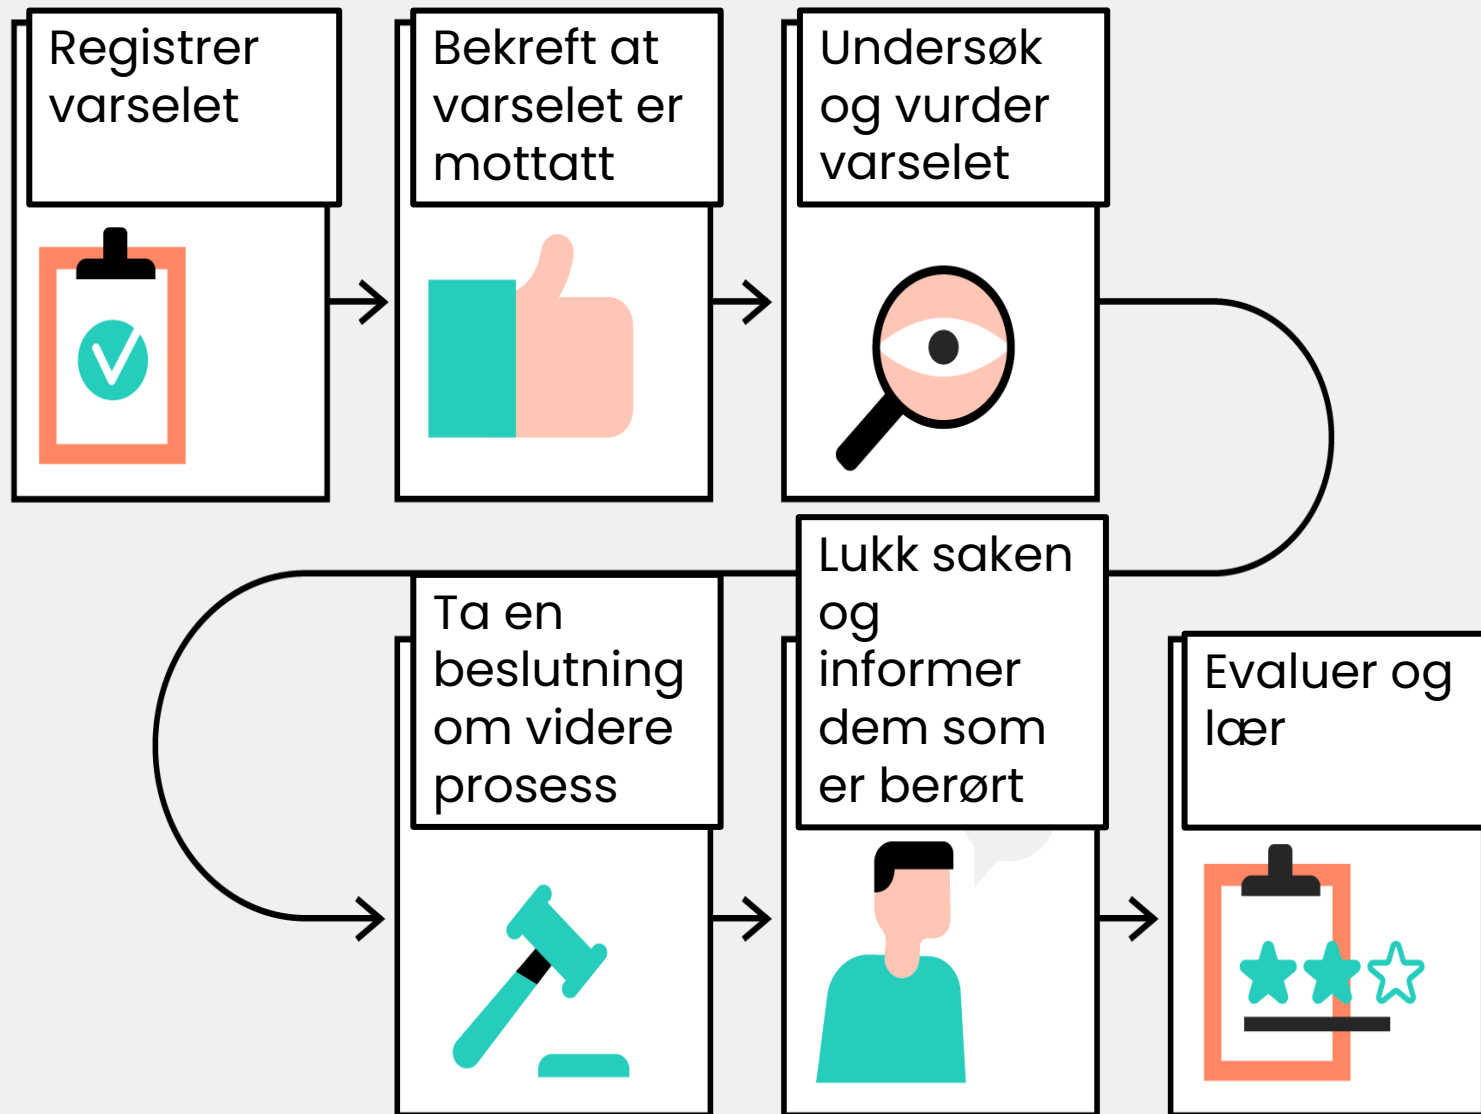 Registrer
varselet
Bekreft at
varselet er
mottatt
Undersøk
og vurder
varselet
Ta en
beslutning
om videre
prosess
Lukk saken
og
informer
dem som
er berørt
Evaluer og
lær